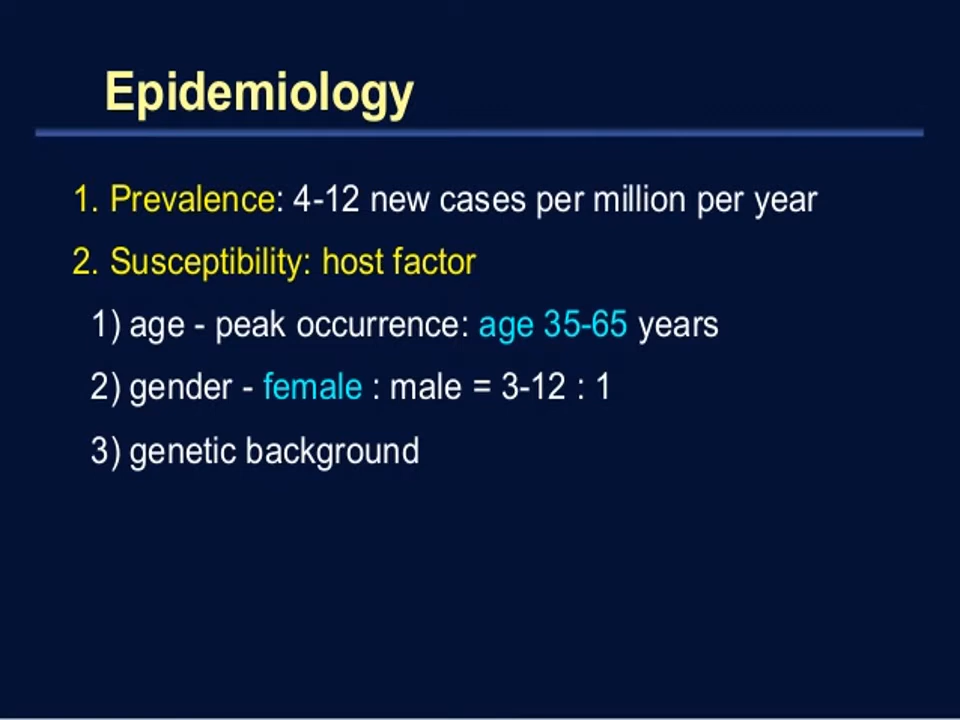 Epidemiology
1. Prevalence: 4-12 new cases per million per year
2. Susceptibility: host factor
1) age - peak occurrence: age 35-65 years
2) gender - female : male = 3-12 : 1
3) genetic background